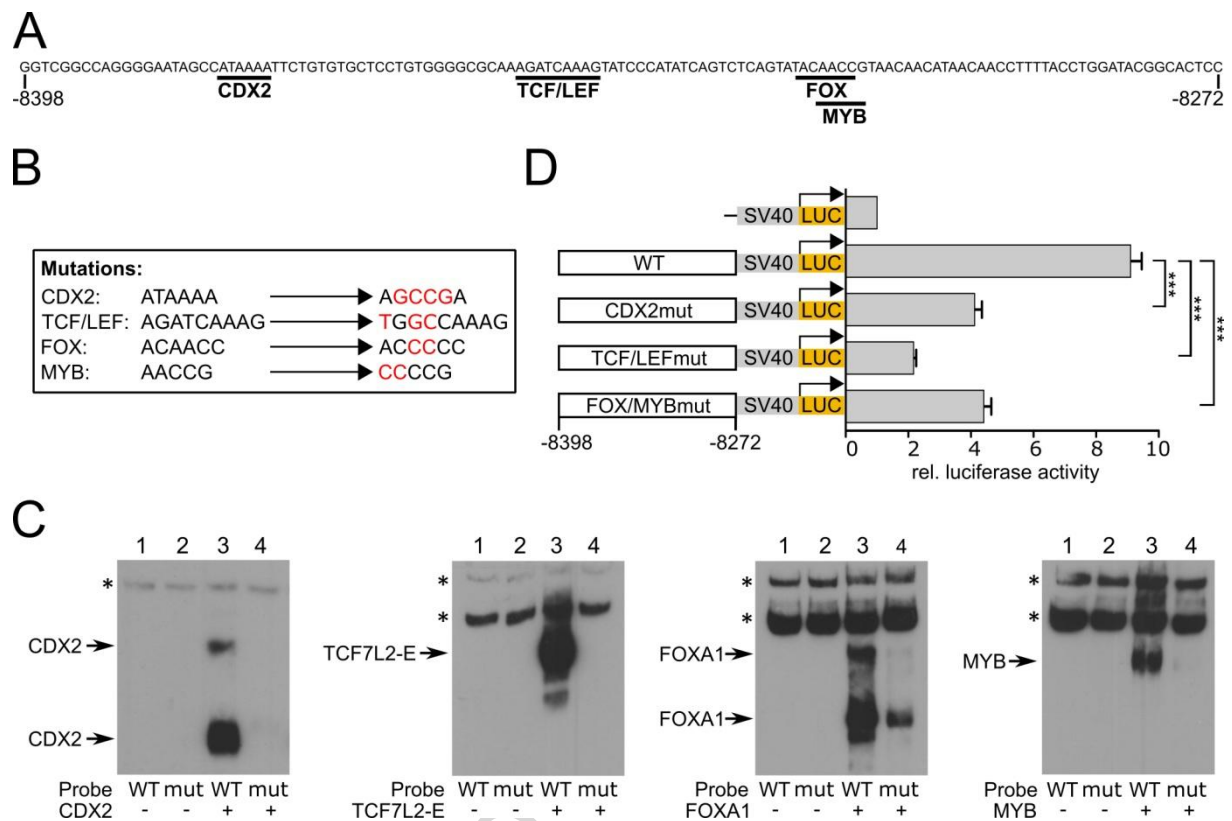 A
GGTCGGCCAGGGGAATAGCCATAAAATTCTGTGTGCTCCTGTGGGGCGCAAAGATCAAAGTATCCCATATCAGTCTCAGTATACAACCGTAACAACATAACAACCTTTTACCTGGATACGGCACTCC
-8398 CDX2 TCF/LEF FOX -8272
MYB
B
Mutations:
CDX2: ATAAAA AGCCGA
TCF/LEF: AGATCAAAG TGGCCAAAG
FOX: ACAACC ACCCCC
MYB: AACCG CCCCG
D
SV40 LUC
WT SV40 LUC
CDX2mut SV40 LUC
TCF/LEFmut SV40 LUC
FOX/MYBmut SV40 LUC
*** *** ***
-8398 -8272
0 2 4 6 8 10
rel. luciferase activity
C
1 2 3 4
*
CDX2
CDX2
Probe WT mut WT mut
CDX2 - - + +
1 2 3 4
*
*
TCF7L2-E
Probe WT mut WT mut
TCF7L2-E - - + +
1 2 3 4
*
*
FOXA1
FOXA1
Probe WT mut WT mut
FOXA1 - - + +
1 2 3 4
*
*
MYB
Probe WT mut WT mut
MYB - - + +